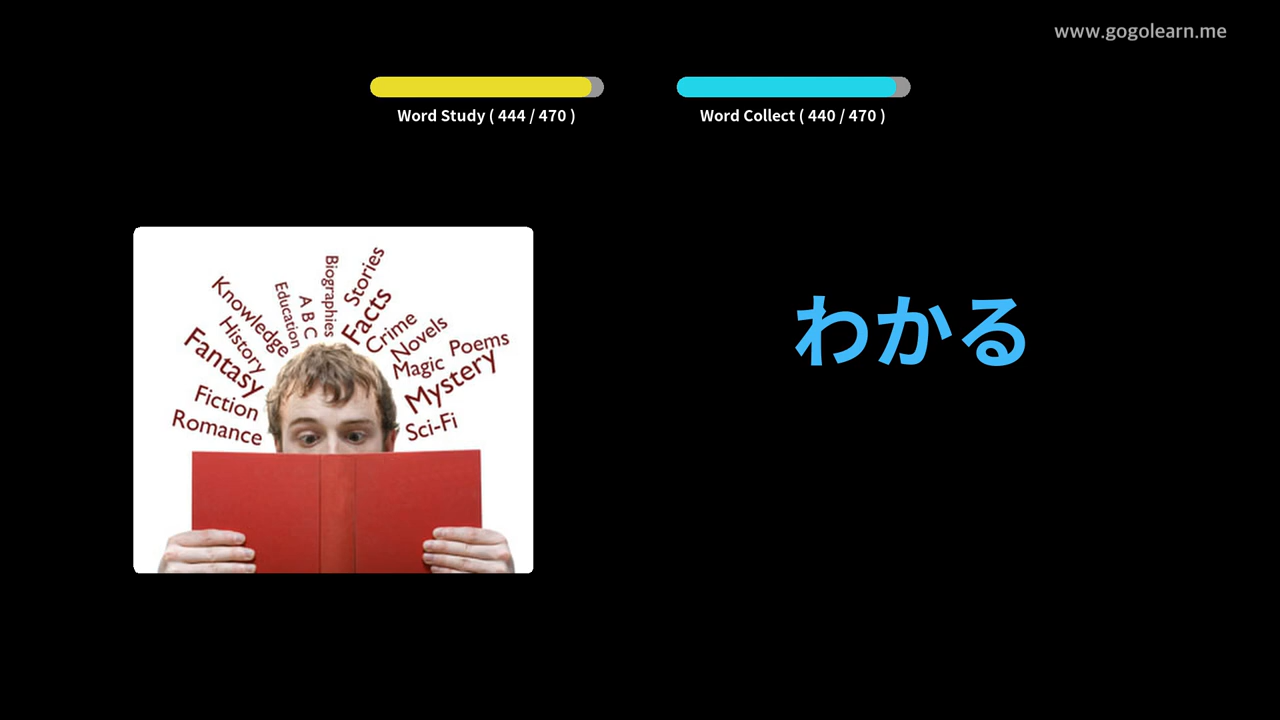 www.gogolearn.me
Word Study ( 444 / 470 )
Word Collect ( 440 / 470 )
わかる
Biographies
Stories
Education
A B C
Facts
Knowledge
Crime
History
Novels
Poems
Fantasy
Magic
Mystery
Fiction
Romance
Sci-Fi